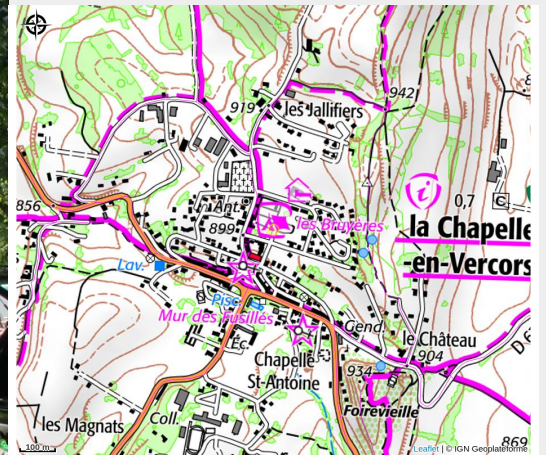 942
919
les Jallifiers
0,7
C.
856
Ant.
899
les Bruyères
la Chapelle
-en-Vercors
Lav.
Pisc.
Mur des Fusillés
Gend.
le Château
Éc.
904
Chapelle
St-Antoine
934
Foirevieille
Coll.
les Magnats
869
100 m
Leaflet | © IGN Geoplateforme